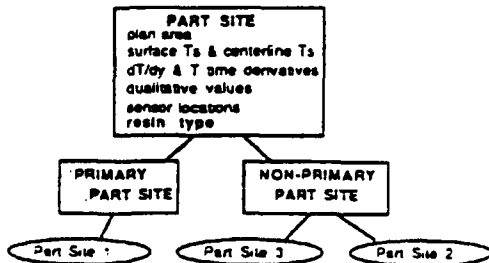 PART SITE
plan area
surface Ts & centerline Ts
dT/dy & T time derivatives
qualitative values
sensor locations
resin type
PRIMARY
PART SITE
NON-PRIMARY
PART SITE
Part Site 1
Part Site 3
Part Site 2